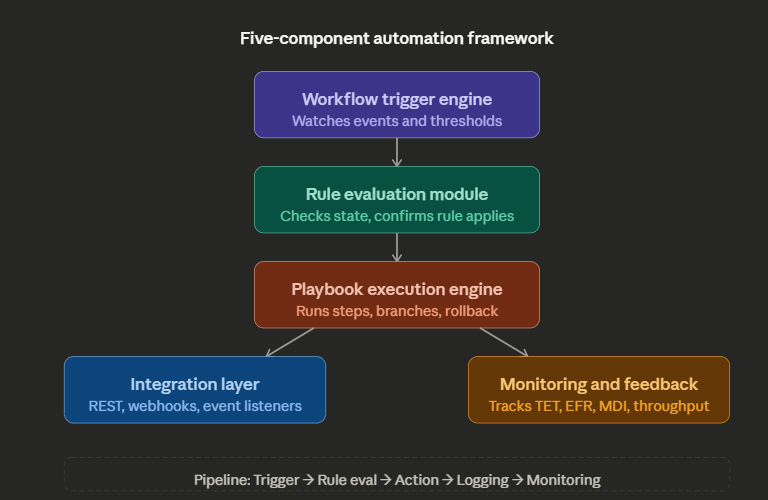 Five-component automation framework
Workflow trigger engine
Watches events and thresholds
Rule evaluation module
Checks state, confirms rule applies
Playbook execution engine
Runs steps, branches, rollback
Integration layer
REST, webhooks, event listeners
Monitoring and feedback
Tracks TET, EFR, MDI, throughput
Pipeline: Trigger → Rule eval → Action → Logging → Monitoring